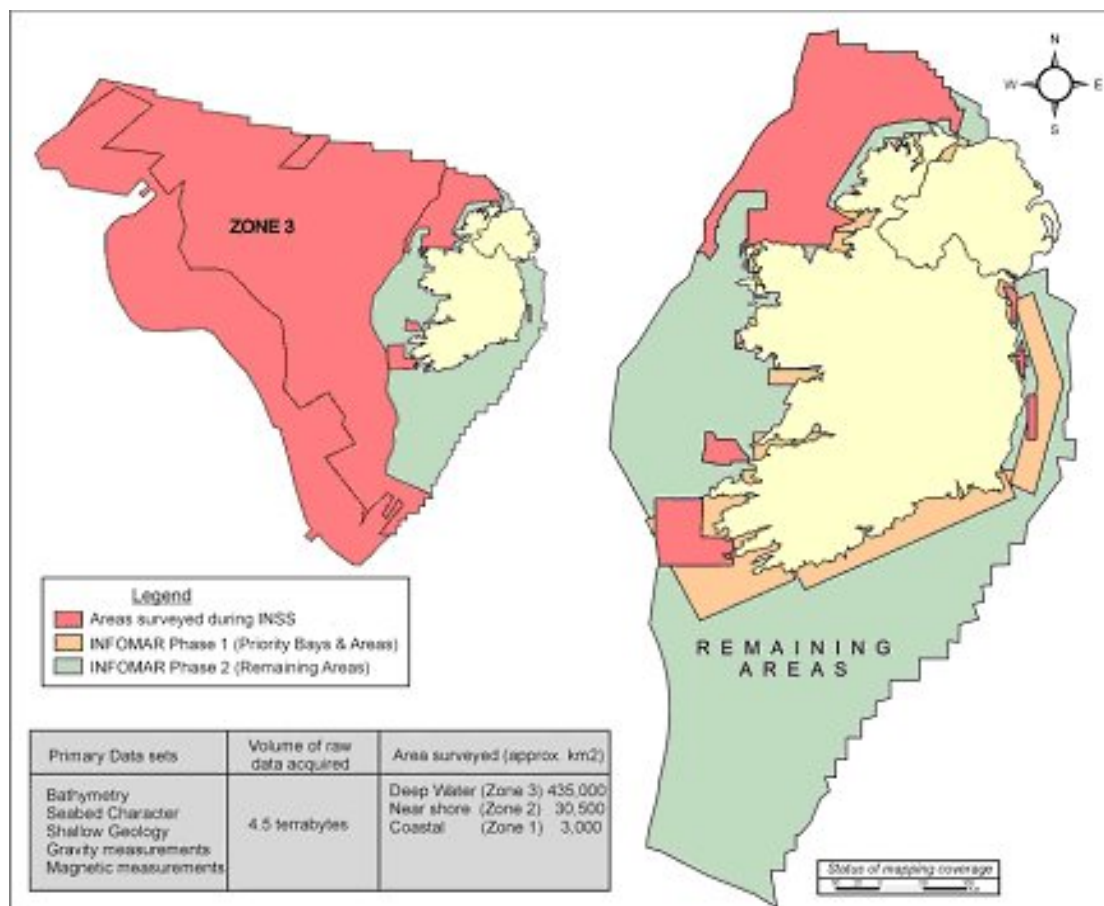 N
W E
S
ZONE 3
Legend
Areas surveyed during INSS
INFOMAR Phase 1 (Priority Bays & Areas)
INFOMAR Phase 2 (Remaining Areas)
REMAINING
AREAS
Primary Data sets
Volume of raw
data acquired
Area surveyed (approx. km2)
Bathymetry
Seabed Character
Shallow Geology
Gravity measurements
Magnetic measurements
4.5 terrabytes
Deep Water (Zone 3) 435,000
Near shore (Zone 2) 30,500
Coastal (Zone 1) 3,000
Status of mapping coverage